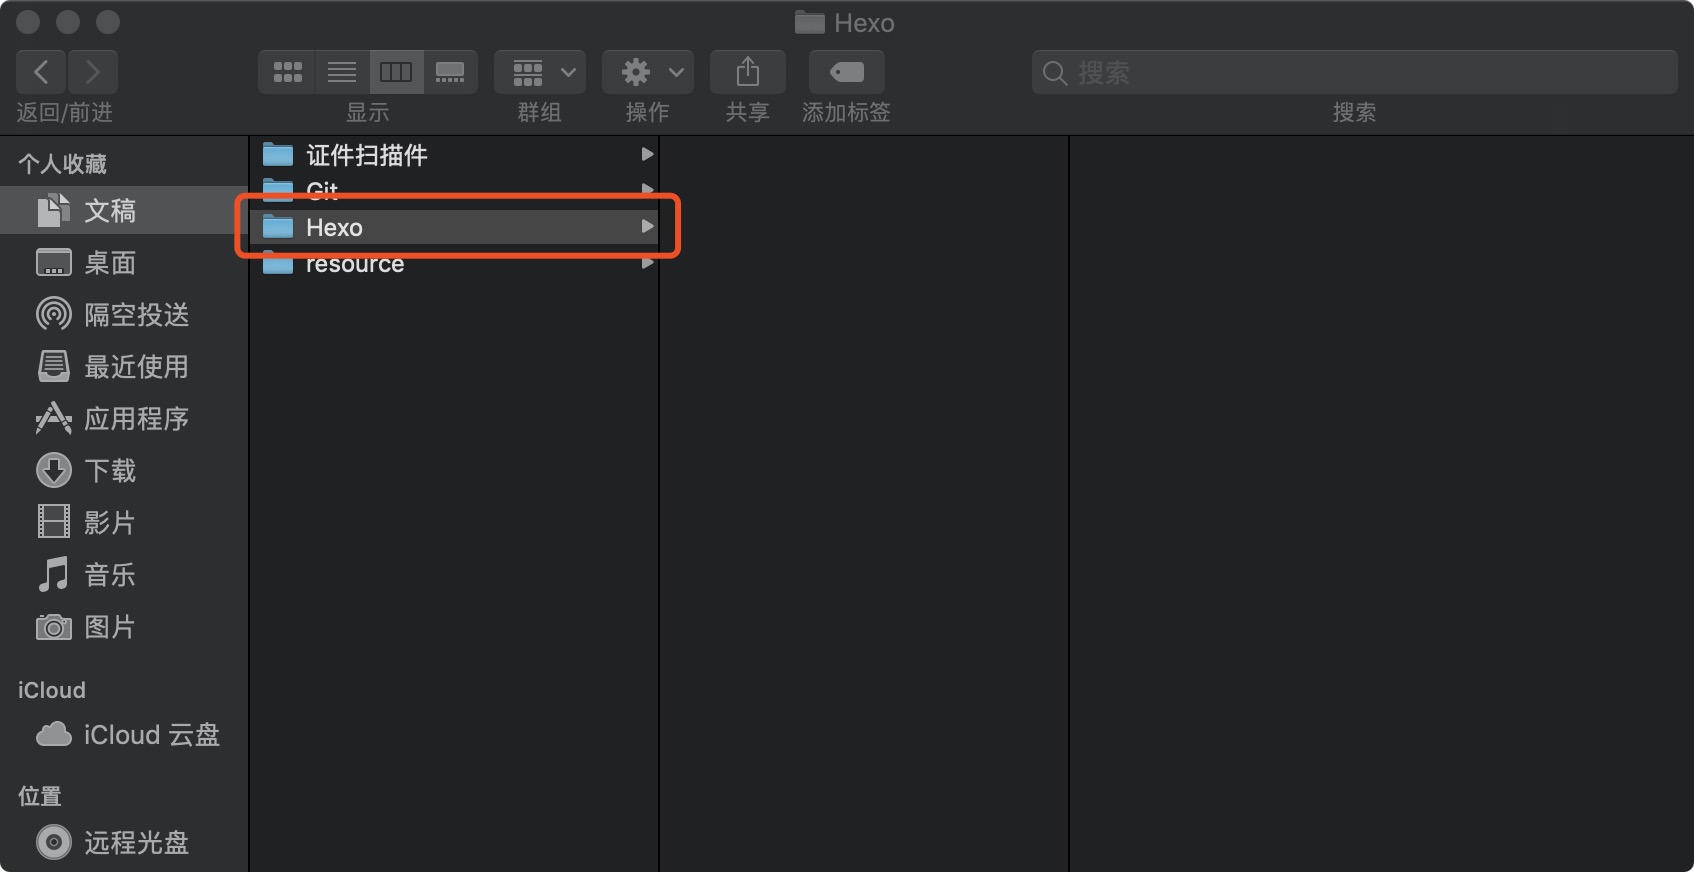 Hexo
返回/前进
显示
群组
操作
共享
添加标签
搜索
搜索
个人收藏
文稿
桌面
隔空投送
最近使用
应用程序
下载
影片
音乐
图片
iCloud
iCloud 云盘
位置
远程光盘
证件扫描件
Git
Hexo
resource